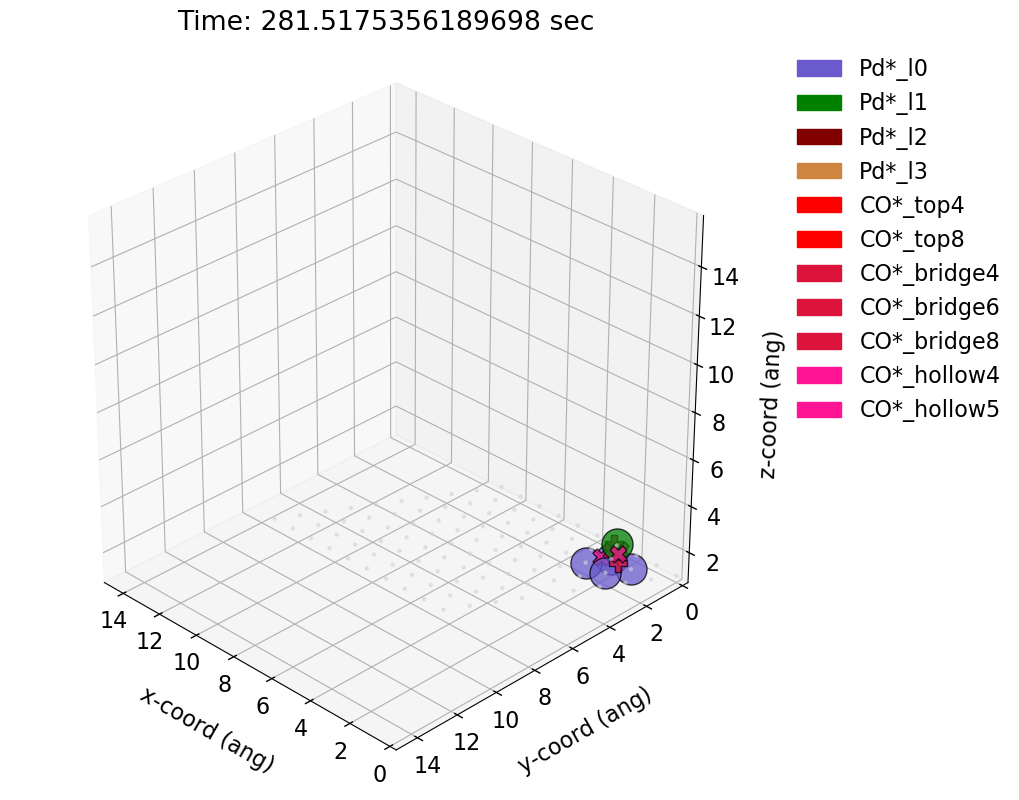 Time: 281.5175356189698 sec
Pd*_l0
Pd*_l1
Pd*_l2
Pd*_l3
CO*_top4
CO*_top8
CO*_bridge4
CO*_bridge6
CO*_bridge8
CO*_hollow4
CO*_hollow5
14
12
10
8
6
4
2
z-coord (ang)
14
12
10
8
6
4
2
0
x-coord (ang)
0
2
4
6
8
10
12
14
y-coord (ang)